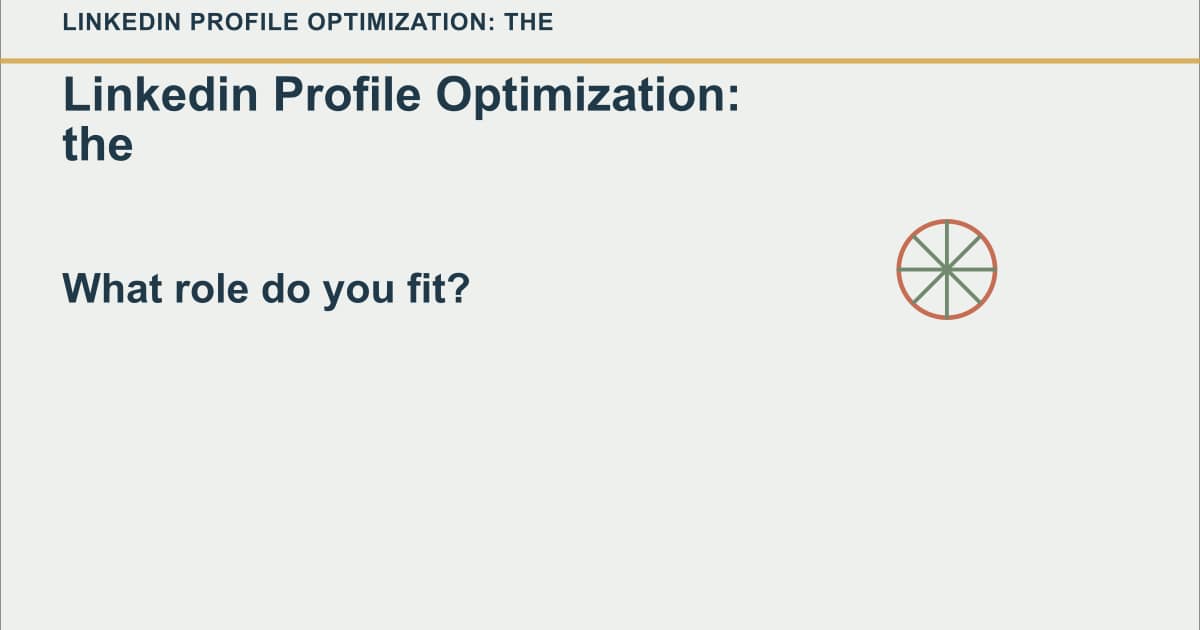 LINKEDIN PROFILE OPTIMIZATION: THE
Linkedin Profile Optimization:
the
What role do you fit?